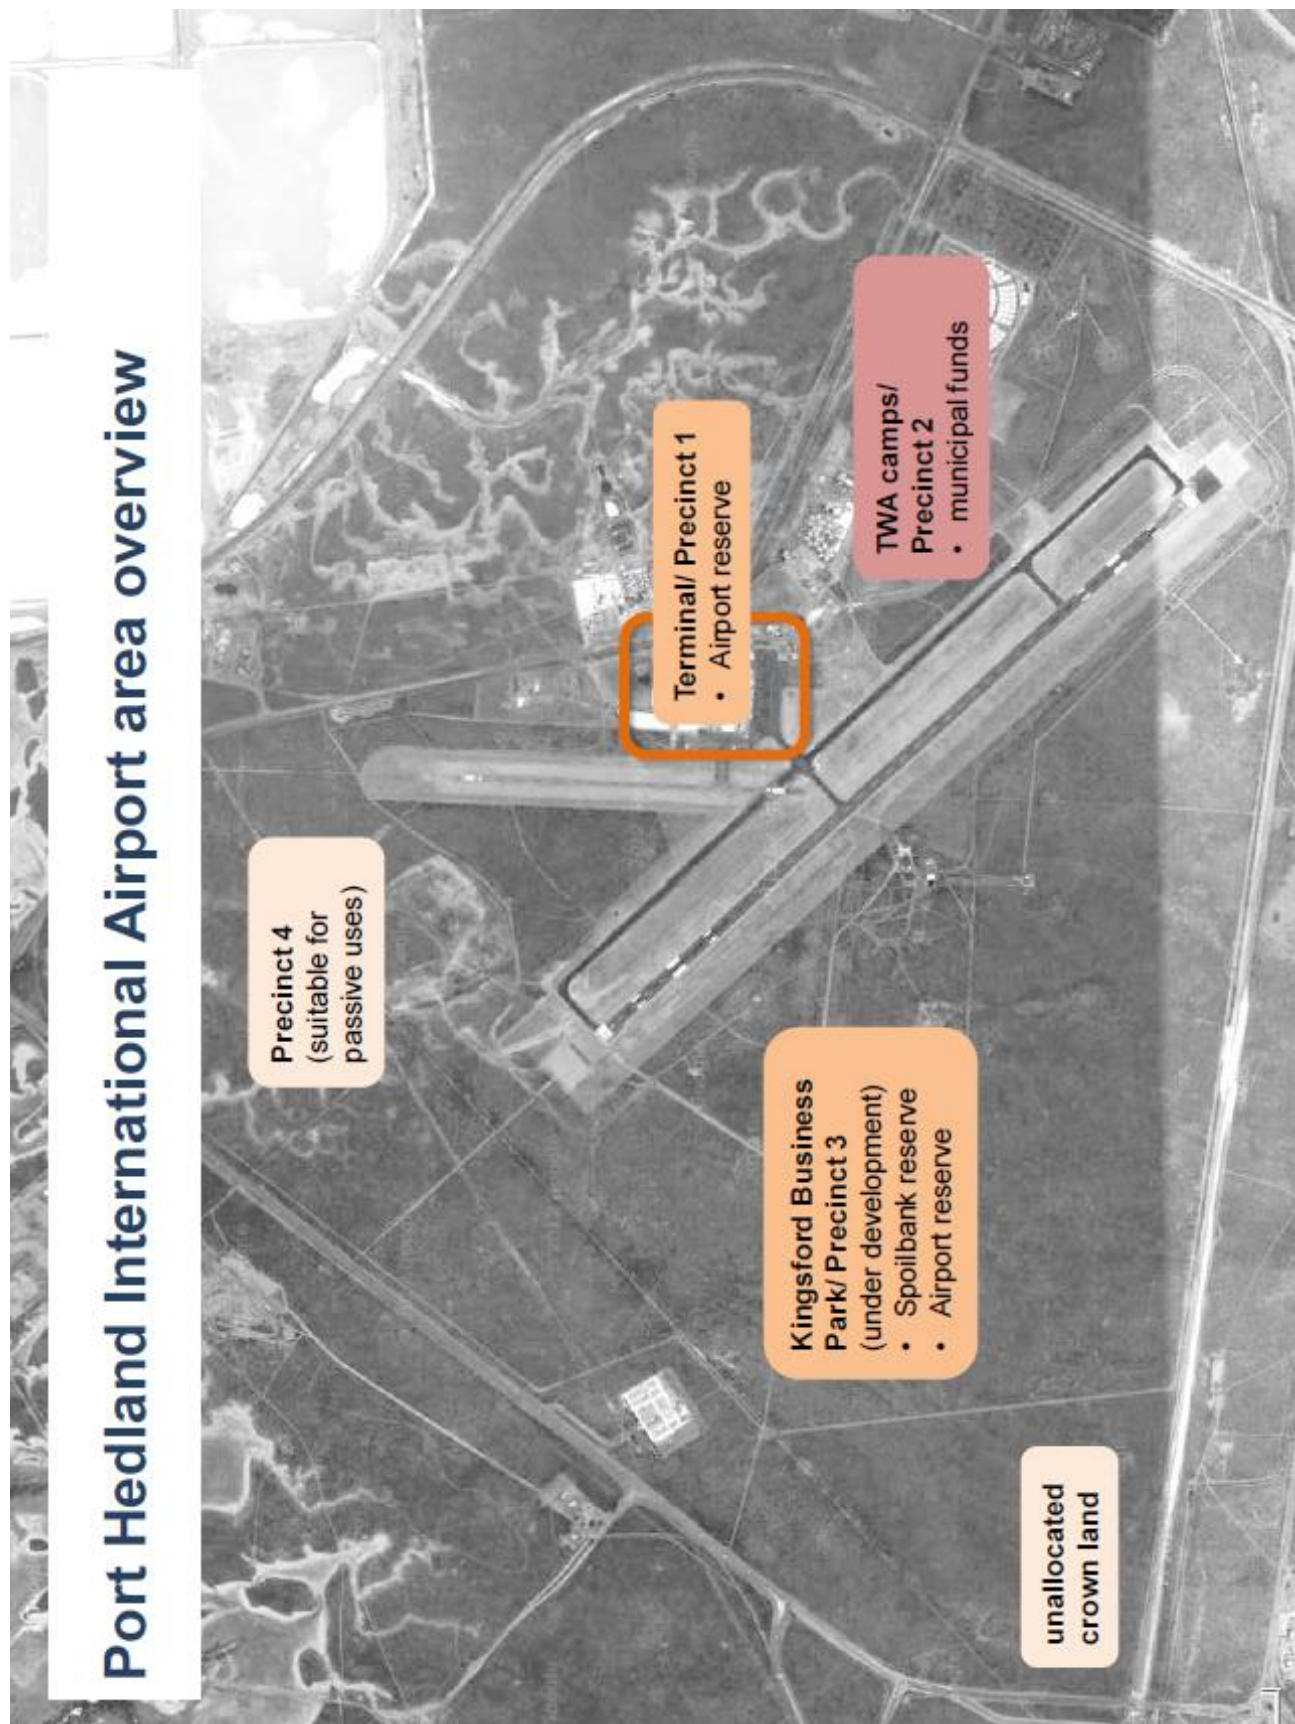 Port Hedland International Airport area overview
Precinct 4
(suitable for
passive uses)
Terminal/ Precinct 1
• Airport reserve
TWA camps/
Precinct 2
• municipal funds
Kingsford Business
Park/ Precinct 3
(under development)
• Spoilbank reserve
• Airport reserve
unallocated
crown land